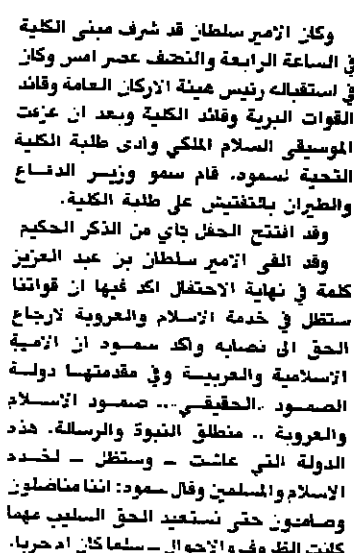 وكان الامير سلطان قد شرف مبنى الكلية
في الساعة الرابعة والنصف عصر امس وكان
في استقباله رئيس هيئة الاركان العامة وقائد
القوات البرية وقائد الكلية وبعد ان عزفت
الموسيقى السلام الملكي وادى طلبة الكلية
التحية لسموه. قام سمو وزير الدفاع
والطيران بالتفتيش على طلبة الكلية.
وقد افتتح الحفل بآي من الذكر الحكيم
وقد القى الامير سلطان بن عبد العزيز
كلمة في نهاية الاحتفال اكد فيها ان قواتنا
ستظل في خدمة الاسلام والعروبة لارجاع
الحق الى نصابه واكد سموه ان الامة
الاسلامية والعربية وفي مقدمتها دولة
الصمود .الحقيقي... صمود الاسلام
والعروبة .. منطلق النبوة والرسالة. هذه
الدولة التي عاشت ــ وستظل ــ لخدمة
الاسلام والمسلمين وقال سموه: اننا مناضلون
وصامدون حتى نستعيد الحق السليب مهما
كانت الظروف والاحوال ــ سلما كان او حربا.